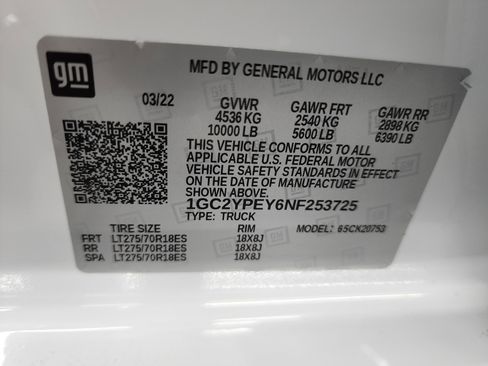 gm
MFD BY GENERAL MOTORS LLC
03/22 GVWR GAWR FRT GAWR RR
4536 KG 2540 KG 2898 KG
10000 LB 5600 LB 6390 LB
THIS VEHICLE CONFORMS TO ALL
APPLICABLE U.S. FEDERAL MOTOR
VEHICLE SAFETY STANDARDS IN EFFECT
ON THE DATE OF MANUFACTURE
SHOWN ABOVE.
1GC2YPEY6NF253725
TYPE: TRUCK
TIRE SIZE RIM MODEL: 65CK20753
FRT LT275/70R18ES 18X8J
RR LT275/70R18ES 18X8J
SPA LT275/70R18ES 18X8J